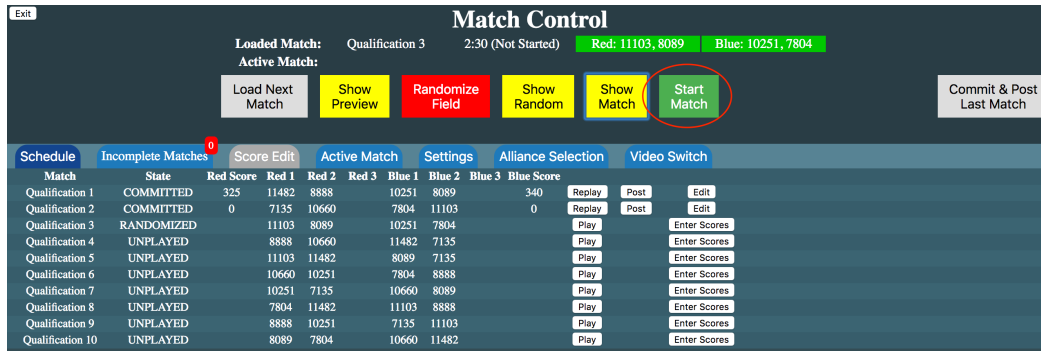 Exit
Match Control
Loaded Match: Qualification 3 2:30 (Not Started) Red: 11103, 8089 Blue: 10251, 7804
Active Match:
Load Next Match Show Preview Randomize Field Show Random Show Match Start Match Commit & Post Last Match
Schedule Incomplete Matches 0 Score Edit Active Match Settings Alliance Selection Video Switch
Match State Red Score Red 1 Red 2 Red 3 Blue 1 Blue 2 Blue 3 Blue Score
Qualification 1 COMMITTED 325 11482 8888 10251 8089 340 Replay Post Edit
Qualification 2 COMMITTED 0 7135 10660 7804 11103 0 Replay Post Edit
Qualification 3 RANDOMIZED 11103 8089 10251 7804 Play Enter Scores
Qualification 4 UNPLAYED 8888 10660 11482 7135 Play Enter Scores
Qualification 5 UNPLAYED 11103 11482 8089 7135 Play Enter Scores
Qualification 6 UNPLAYED 10660 10251 7804 8888 Play Enter Scores
Qualification 7 UNPLAYED 10251 7135 10660 8089 Play Enter Scores
Qualification 8 UNPLAYED 7804 11482 11103 8888 Play Enter Scores
Qualification 9 UNPLAYED 8888 10251 7135 11103 Play Enter Scores
Qualification 10 UNPLAYED 8089 7804 10660 11482 Play Enter Scores